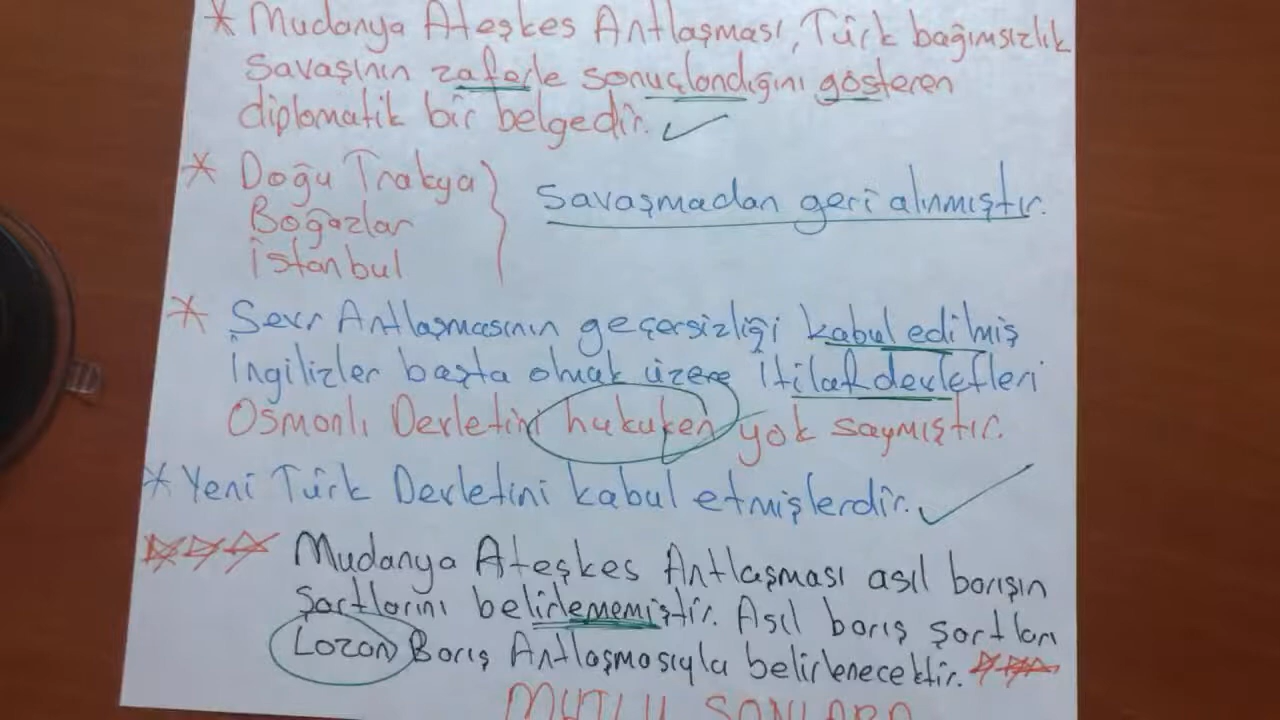 * Mudanya Ateşkes Antlaşması, Türk bağımsızlık
savaşının zaferle sonuçlandığını gösteren
diplomatik bir belgedir. ✓
* Doğu Trakya
Boğazlar
İstanbul
} savaşmadan geri alınmıştır.
* Sevr Antlaşmasının geçersizliği kabul edilmiş
İngilizler başta olmak üzere İtilaf devletleri
Osmanlı Devletini hukuken yok saymıştır.
* Yeni Türk Devletini kabul etmişlerdir. ✓
Mudanya Ateşkes Antlaşması asıl barışın
şartlarını belirlememiştir. Asıl barış şartları
Lozan Barış Antlaşmasıyla belirlenecektir.
MUTLU SONLARA